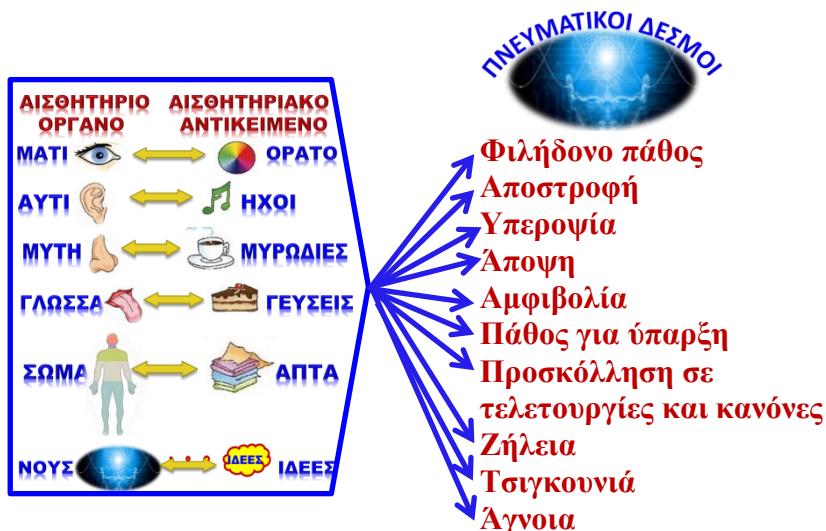 ΠΝΕΥΜΑΤΙΚΟΙ ΔΕΣΜΟΙ
ΑΙΣΘΗΤΗΡΙΟ ΑΙΣΘΗΤΗΡΙΑΚΟ
ΟΡΓΑΝΟ ΑΝΤΙΚΕΙΜΕΝΟ
ΜΑΤΙ ΟΡΑΤΟ
ΑΥΤΙ ΗΧΟΙ
ΜΥΤΗ ΜΥΡΩΔΙΕΣ
ΓΛΩΣΣΑ ΓΕΥΣΕΙΣ
ΣΩΜΑ ΑΠΤΑ
ΝΟΥΣ ΙΔΕΕΣ ΙΔΕΕΣ
Φιλήδονο πάθος
Αποστροφή
Υπεροψία
Άποψη
Αμφιβολία
Πάθος για ύπαρξη
Προσκόλληση σε
τελετουργίες και κανόνες
Ζήλεια
Τσιγκουνιά
Άγνοια